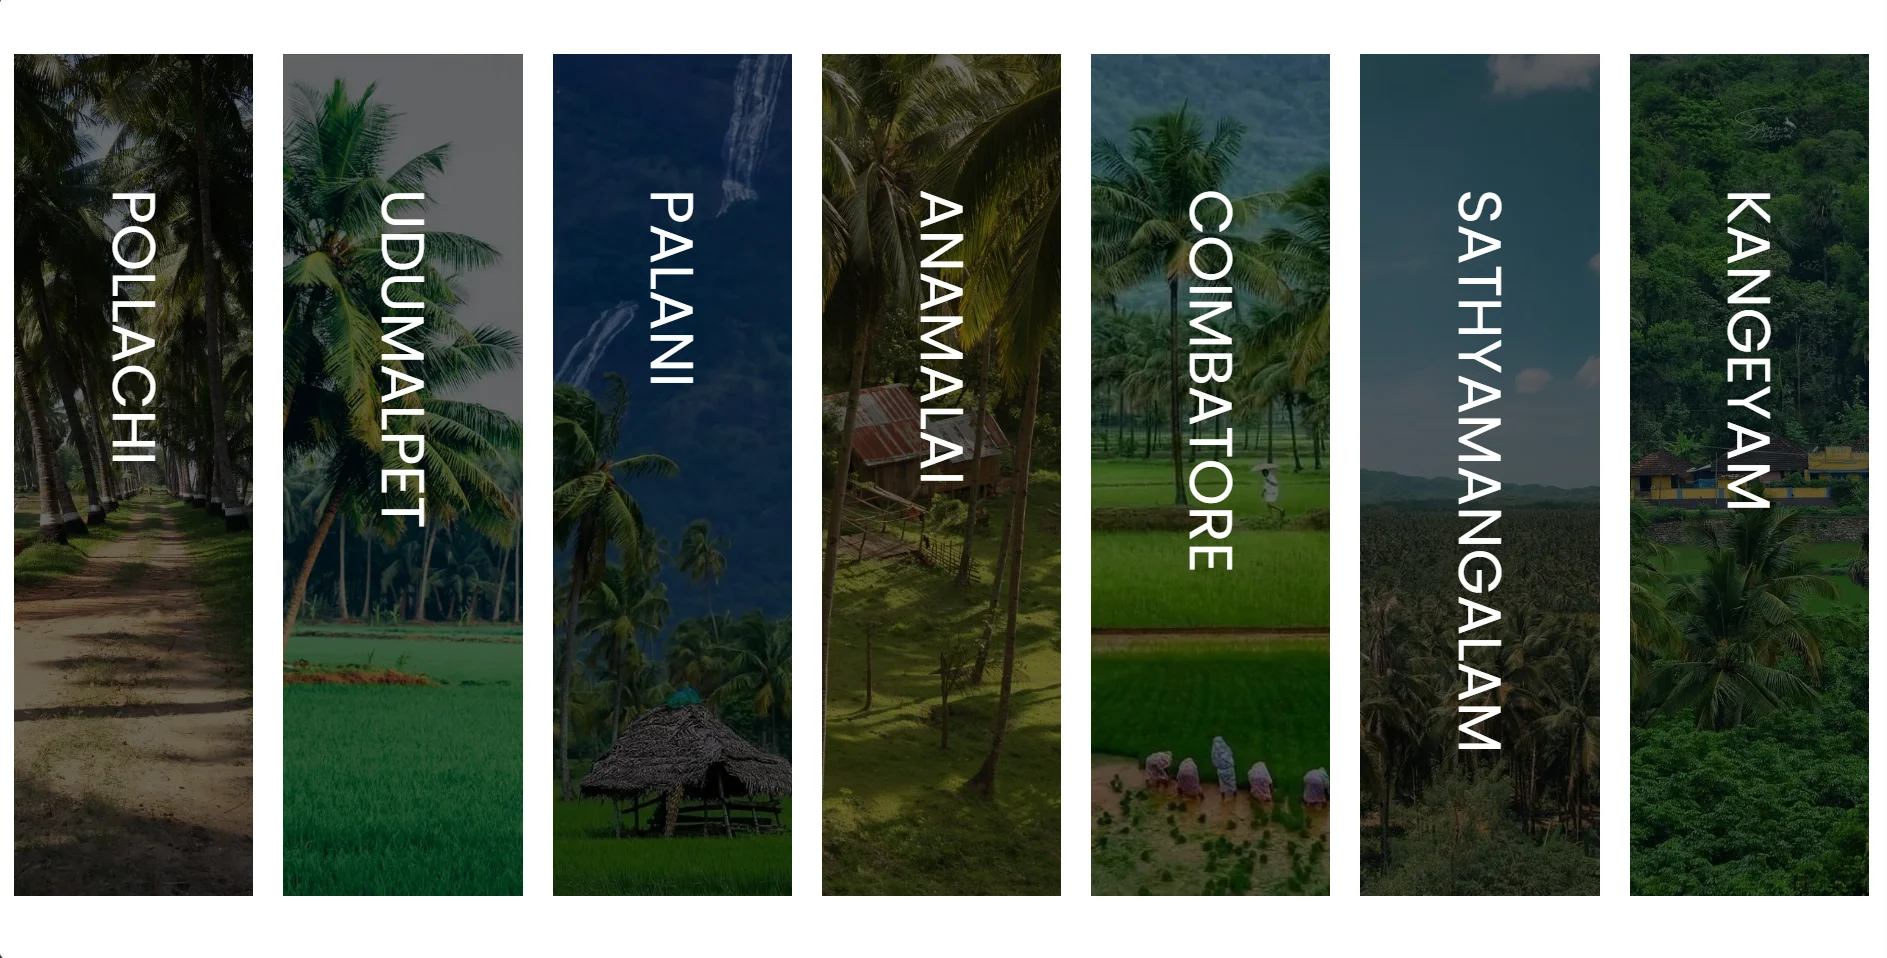 POLLACHI
UDUMALPET
PALANI
ANAMALAI
COIMBATORE
SATHYAMANGALAM
KANGEYAM